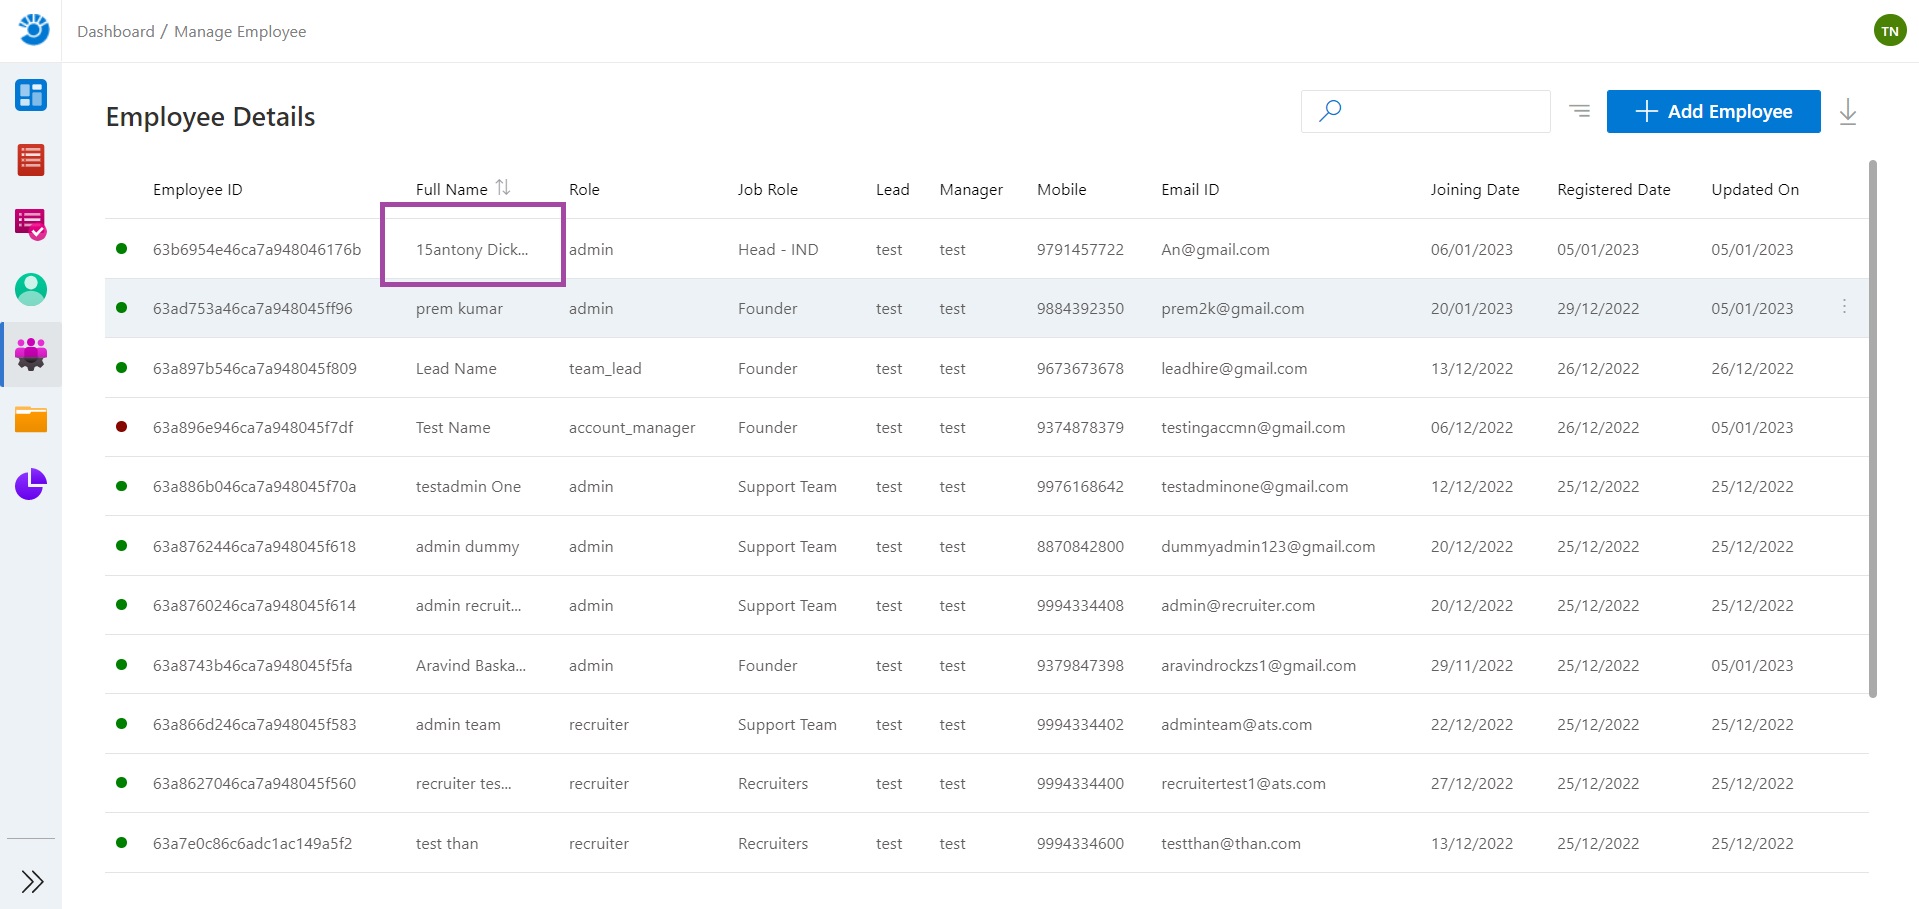 Dashboard / Manage Employee
TN
Employee Details
Add Employee
Employee ID Full Name Role Job Role Lead Manager Mobile Email ID Joining Date Registered Date Updated On
63b6954e46ca7a948046176b 15antony Dick... admin Head - IND test test 9791457722 An@gmail.com 06/01/2023 05/01/2023 05/01/2023
63ad753a46ca7a948045ff96 prem kumar admin Founder test test 9884392350 prem2k@gmail.com 20/01/2023 29/12/2022 05/01/2023
63a897b546ca7a948045f809 Lead Name team_lead Founder test test 9673673678 leadhire@gmail.com 13/12/2022 26/12/2022 26/12/2022
63a896e946ca7a948045f7df Test Name account_manager Founder test test 9374878379 testingaccmn@gmail.com 06/12/2022 26/12/2022 05/01/2023
63a886b046ca7a948045f70a testadmin One admin Support Team test test 9976168642 testadminone@gmail.com 12/12/2022 25/12/2022 25/12/2022
63a8762446ca7a948045f618 admin dummy admin Support Team test test 8870842800 dummyadmin123@gmail.com 20/12/2022 25/12/2022 25/12/2022
63a8760246ca7a948045f614 admin recruit... admin Support Team test test 9994334408 admin@recruiter.com 20/12/2022 25/12/2022 25/12/2022
63a8743b46ca7a948045f5fa Aravind Baska... admin Founder test test 9379847398 aravindrockzs1@gmail.com 29/11/2022 25/12/2022 05/01/2023
63a866d246ca7a948045f583 admin team recruiter Support Team test test 9994334402 adminteam@ats.com 22/12/2022 25/12/2022 25/12/2022
63a8627046ca7a948045f560 recruiter tes... recruiter Recruiters test test 9994334400 recruitertest1@ats.com 27/12/2022 25/12/2022 25/12/2022
63a7e0c86c6adc1ac149a5f2 test than recruiter Recruiters test test 9994334600 testthan@than.com 13/12/2022 25/12/2022 25/12/2022